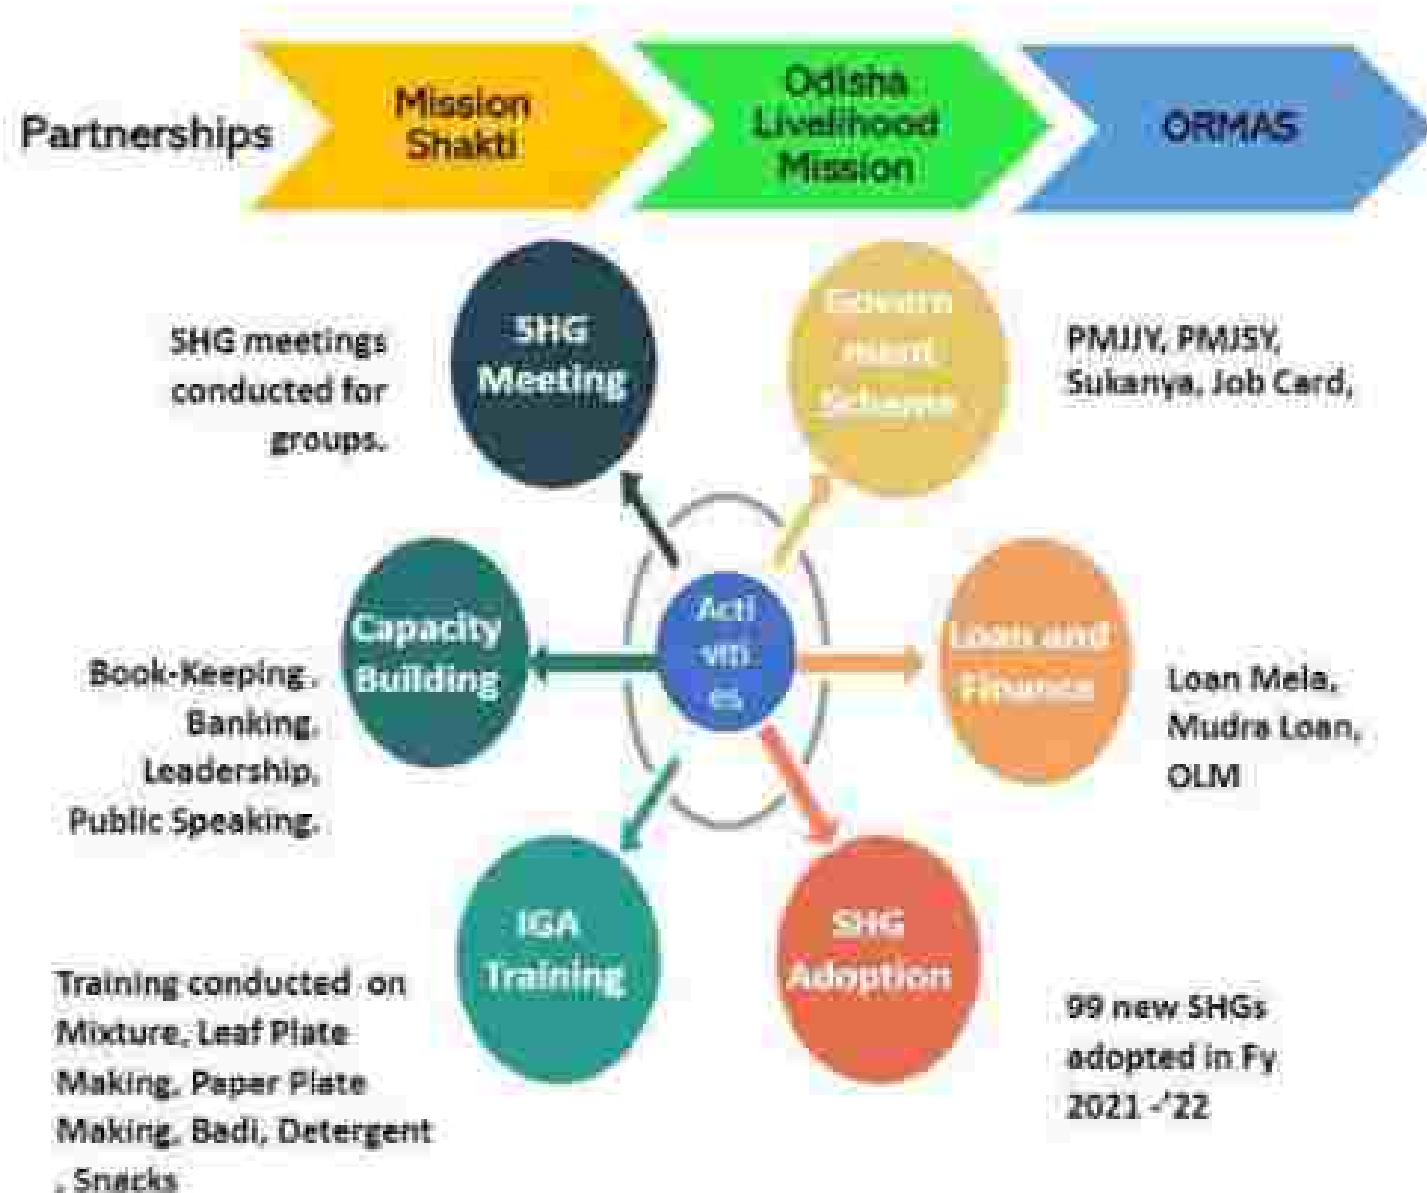 Partnerships
Mission
Shakti
Odisha
Livelihood
Mission
ORMAS
SHG meetings
conducted for
groups.
SHG
Meeting
Govern
ment
Scheme
PMJJY, PMJSY,
Sukanya, Job Card,
Capacity
Building
Book-Keeping,
Banking,
Leadership,
Public Speaking.
Acti
viti
es
Loan and
Finance
Loan Mela,
Mudra Loan,
OLM
IGA
Training
Training conducted on
Mixture, Leaf Plate
Making, Paper Plate
Making, Badi, Detergent
, Snacks
SHG
Adoption
99 new SHGs
adopted in Fy
2021 -'22